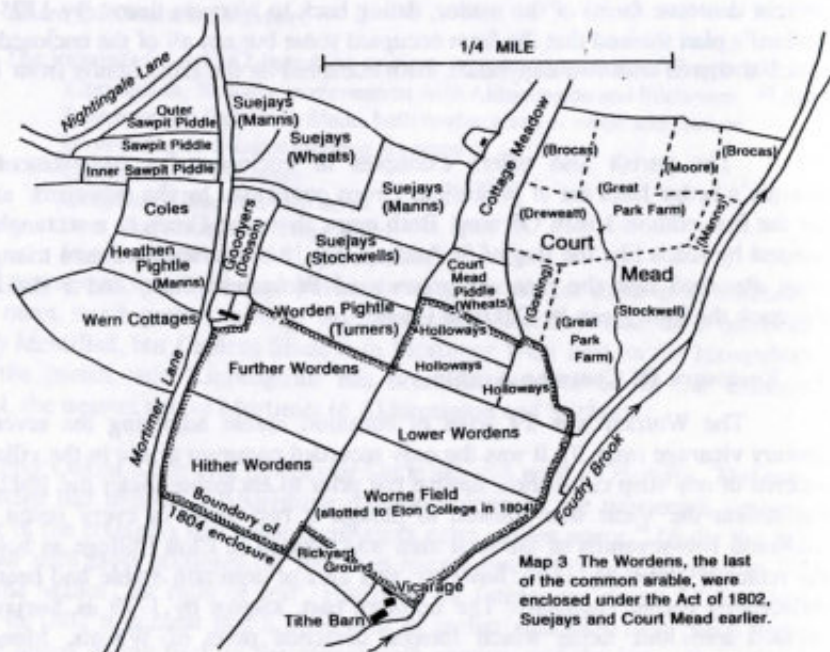 1/4 MILE
Nightingale Lane
Outer
Sawpit Piddle
Sawpit Piddle
Inner Sawpit Piddle
Suejays
(Manns)
Suejays
(Wheats)
Suejays
(Manns)
Cottage Meadow
(Brocas)
(Moore)
(Brocas)
(Great
Park Farm)
(Dreweatt)
(Manns)
Coles
Goodyers
(Dobson)
Suejays
(Stockwells)
Court
Mead
Heathen
Pightle
(Manns)
Court
Mead
Piddle
(Wheats)
(Gosling)
(Stockwell)
(Great
Park
Farm)
Wern Cottages
Worden Pightle
(Turners)
Holloways
Holloways
Holloways
Further Wordens
Mortimer Lane
Lower Wordens
Hither Wordens
Foudry Brook
Worne Field
(allotted to Eton College in 1804)
Boundary of
1804 enclosure
Rickyard
Ground
Vicarage
Tithe Barn
Map 3 The Wordens, the last
of the common arable, were
enclosed under the Act of 1802,
Suejays and Court Mead earlier.